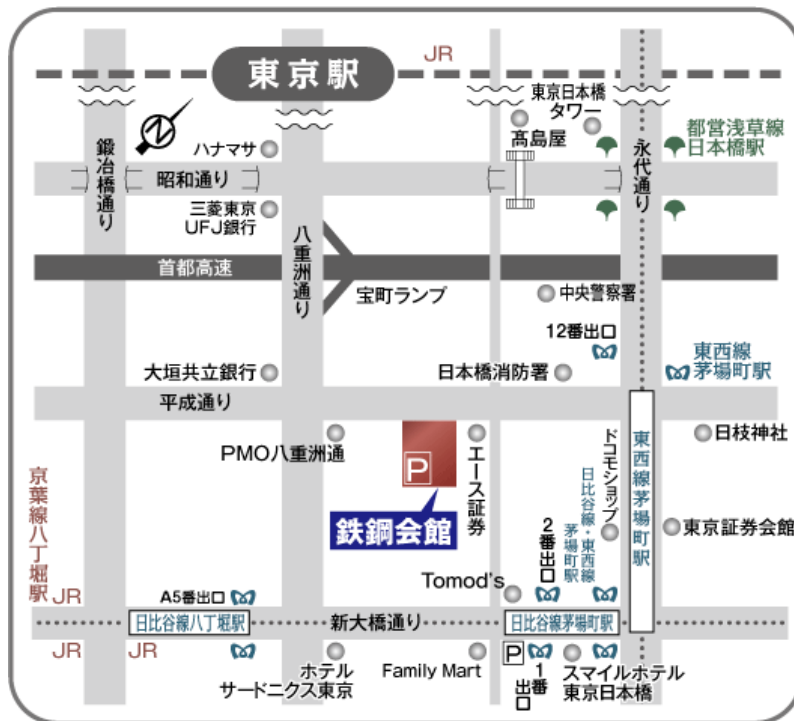 JR
東京駅
東京日本橋
タワー
髙島屋
都営浅草線
日本橋駅
鍛冶橋通り
ハナマサ
永代通り
昭和通り
三菱東京
UFJ銀行
八重洲通り
首都高速
宝町ランプ
中央警察署
12番出口
東西線
茅場町駅
大垣共立銀行
日本橋消防署
平成通り
PMO八重洲通
P
エース証券
ドコモショップ
日枝神社
東西線茅場町駅
鉄鋼会館
日比谷線・東西線
茅場町駅
2番出口
東京証券会館
京葉線八丁堀駅
Tomod's
JR
A5番出口
日比谷線八丁堀駅
新大橋通り
日比谷線茅場町駅
JR
JR
ホテル
サードニクス東京
Family Mart
P
1番
出口
スマイルホテル
東京日本橋